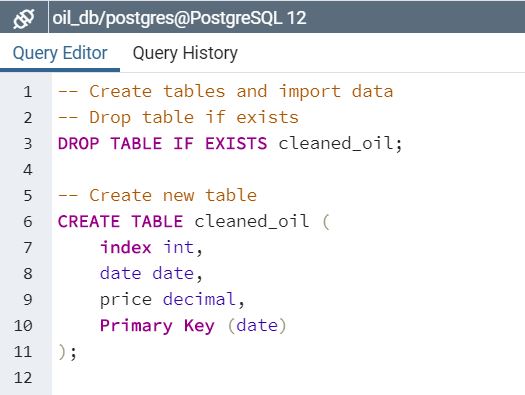 oil_db/postgres@PostgreSQL 12
Query Editor Query History
1 -- Create tables and import data
2 -- Drop table if exists
3 DROP TABLE IF EXISTS cleaned_oil;
4
5 -- Create new table
6 CREATE TABLE cleaned_oil (
7 index int,
8 date date,
9 price decimal,
10 Primary Key (date)
11 );
12